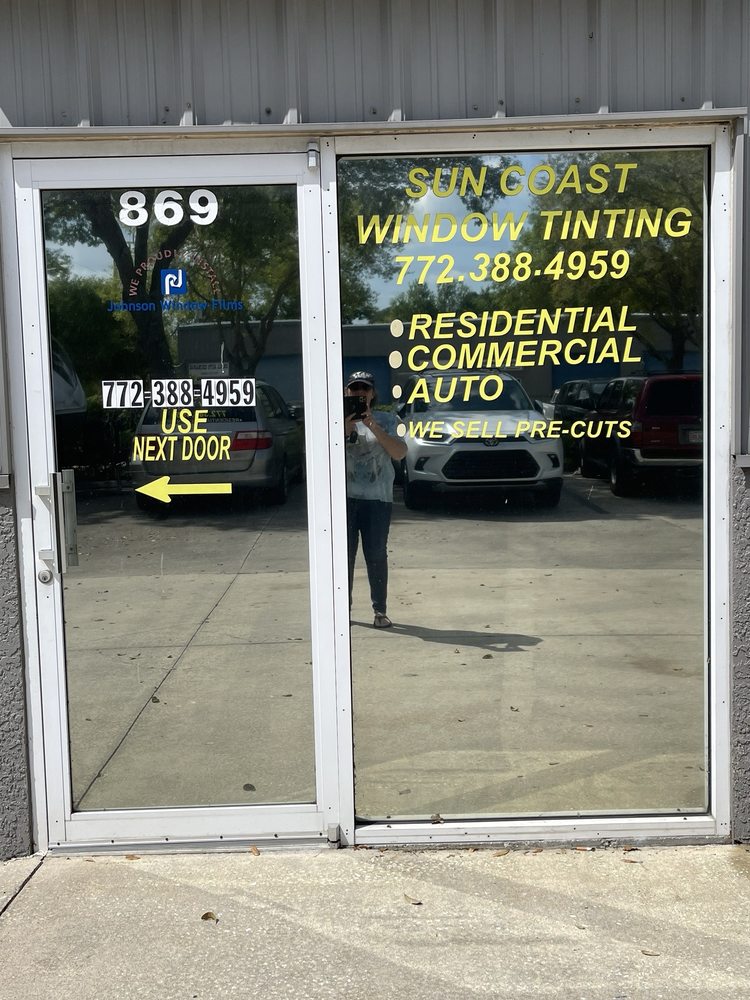 869
WE PROUDLY INSTALL
Johnson Window Films
772-388-4959
USE
NEXT DOOR
SUN COAST
WINDOW TINTING
772.388.4959
RESIDENTIAL
COMMERCIAL
AUTO
WE SELL PRE-CUTS